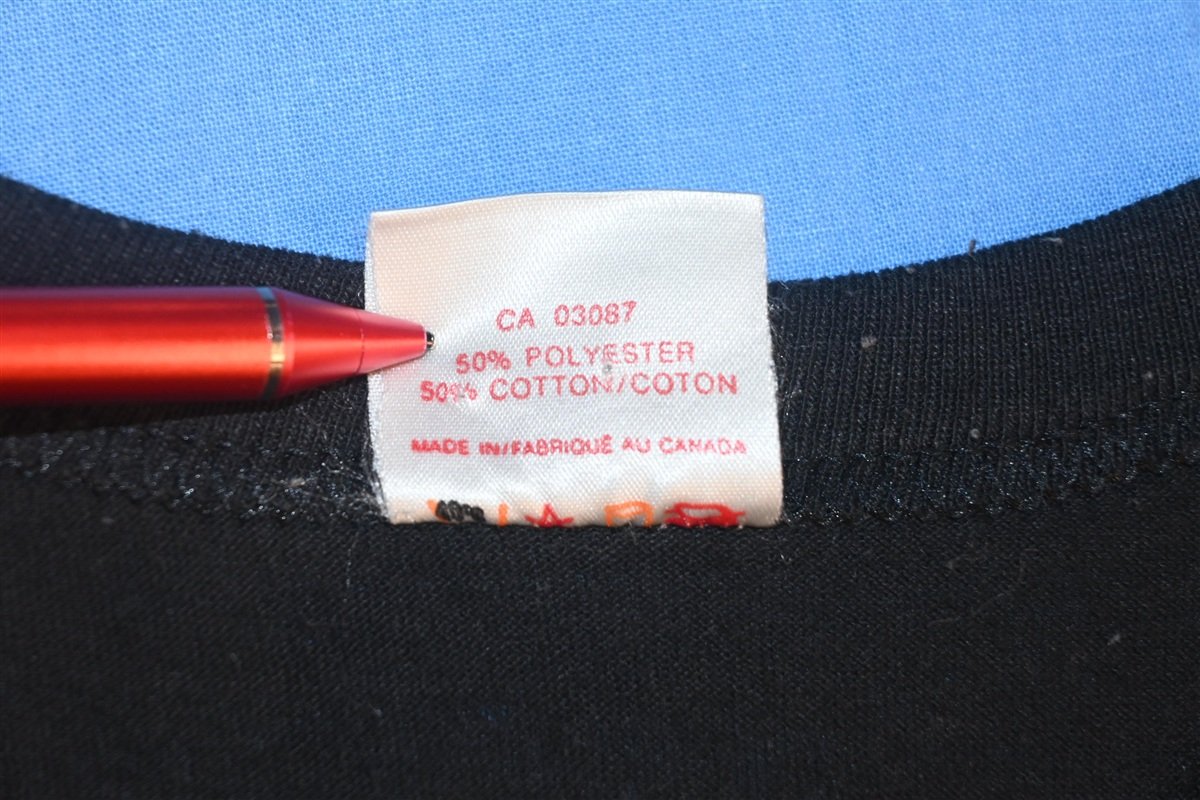 CA 03087
50% POLYESTER
50% COTTON/COTON
MADE IN/FABRIQUÉ AU CANADA